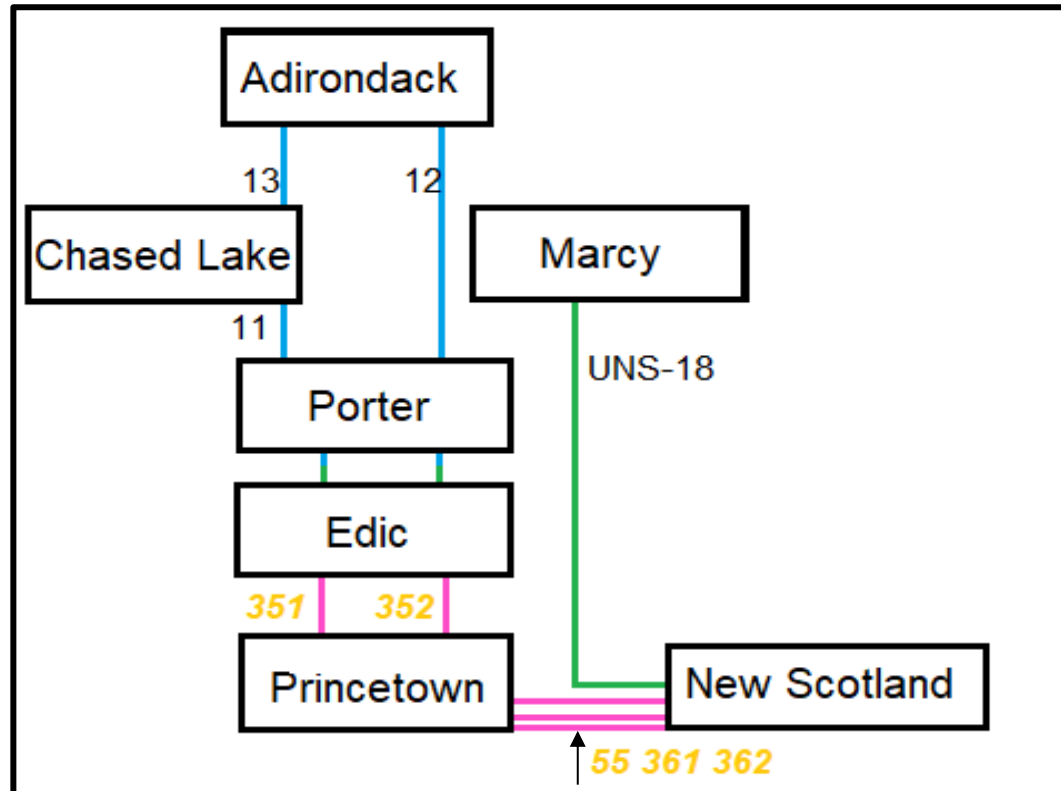 Adirondack
13 12
Chased Lake
Marcy
11
UNS-18
Porter
Edic
351 352
Princetown
New Scotland
55 361 362